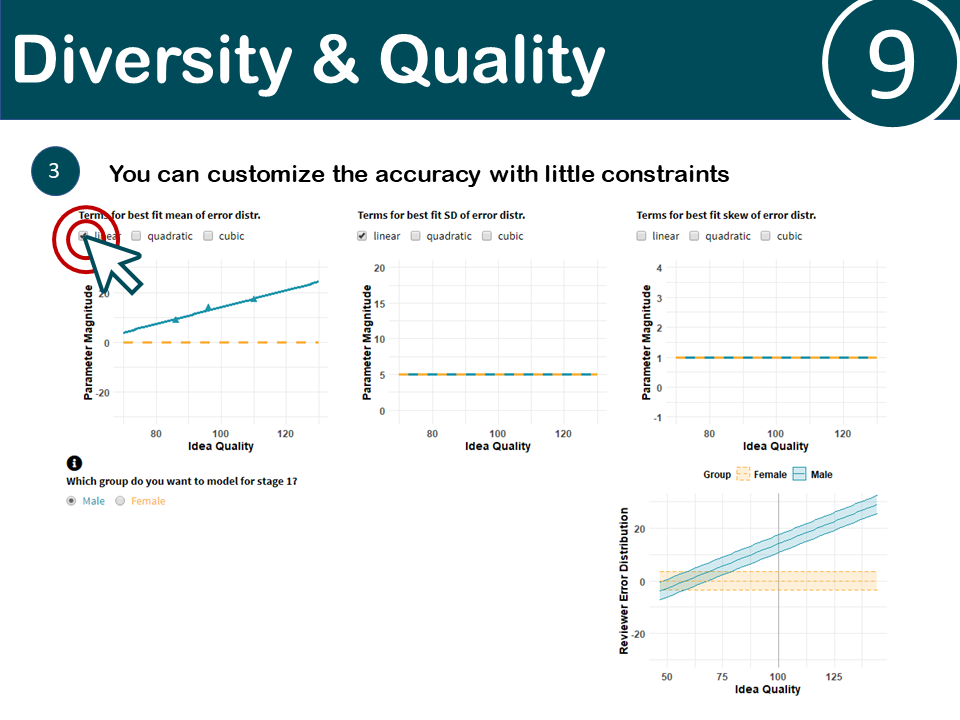 Diversity & Quality
9
3
You can customize the accuracy with little constraints
Terms for best fit mean of error distr.
linear quadratic cubic
Parameter Magnitude
20
0
-20
80 100 120
Idea Quality
Terms for best fit SD of error distr.
linear quadratic cubic
Parameter Magnitude
20
15
10
5
0
80 100 120
Idea Quality
Terms for best fit skew of error distr.
linear quadratic cubic
Parameter Magnitude
4
3
2
1
0
-1
80 100 120
Idea Quality
Which group do you want to model for stage 1?
Male Female
Group Female Male
Reviewer Error Distribution
20
0
-20
50 75 100 125
Idea Quality